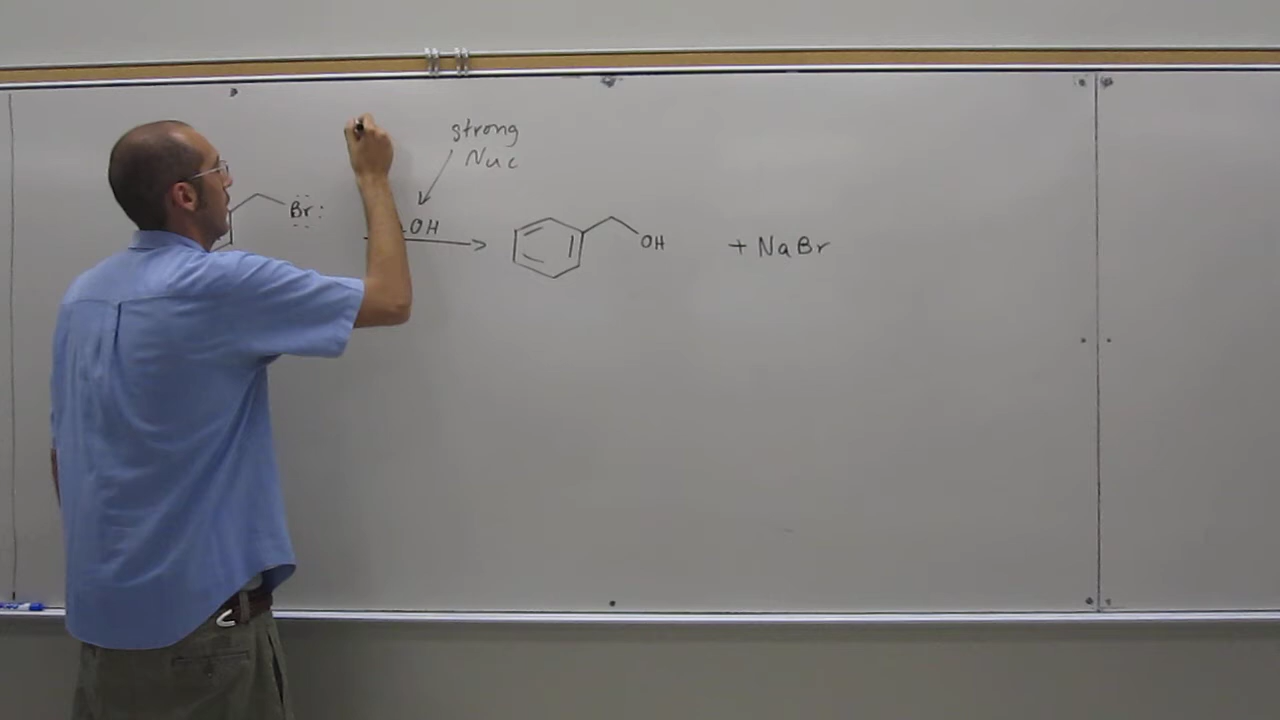 strong
Nuc
Br
OH
OH
+ NaBr